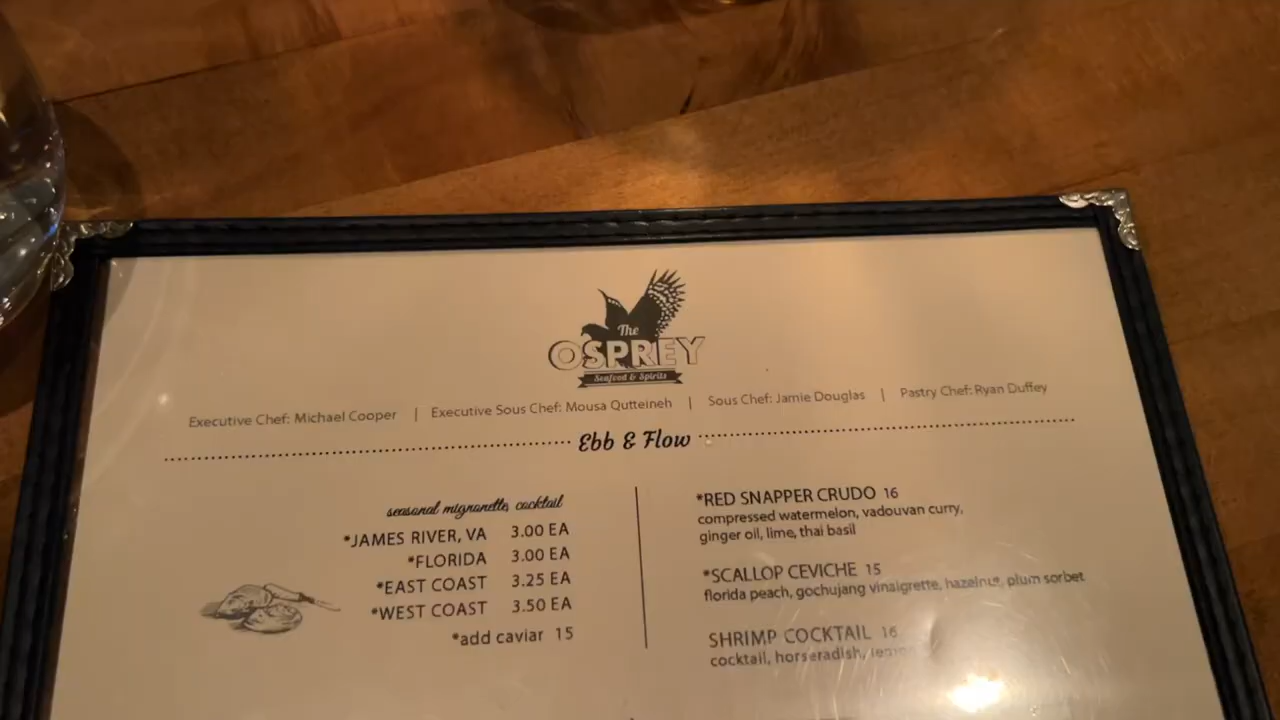 The
OSPREY
Seafood & Spirits
Executive Chef: Michael Cooper | Executive Sous Chef: Mousa Qutteineh | Sous Chef: Jamie Douglas | Pastry Chef: Ryan Duffey
Ebb & Flow
seasonal mignonette, cocktail
*JAMES RIVER, VA 3.00 EA
*FLORIDA 3.00 EA
*EAST COAST 3.25 EA
*WEST COAST 3.50 EA
*add caviar 15
*RED SNAPPER CRUDO 16
compressed watermelon, vadouvan curry,
ginger oil, lime, thai basil
*SCALLOP CEVICHE 15
florida peach, gochujang vinaigrette, hazelnut, plum sorbet
SHRIMP COCKTAIL 16
cocktail, horseradish,